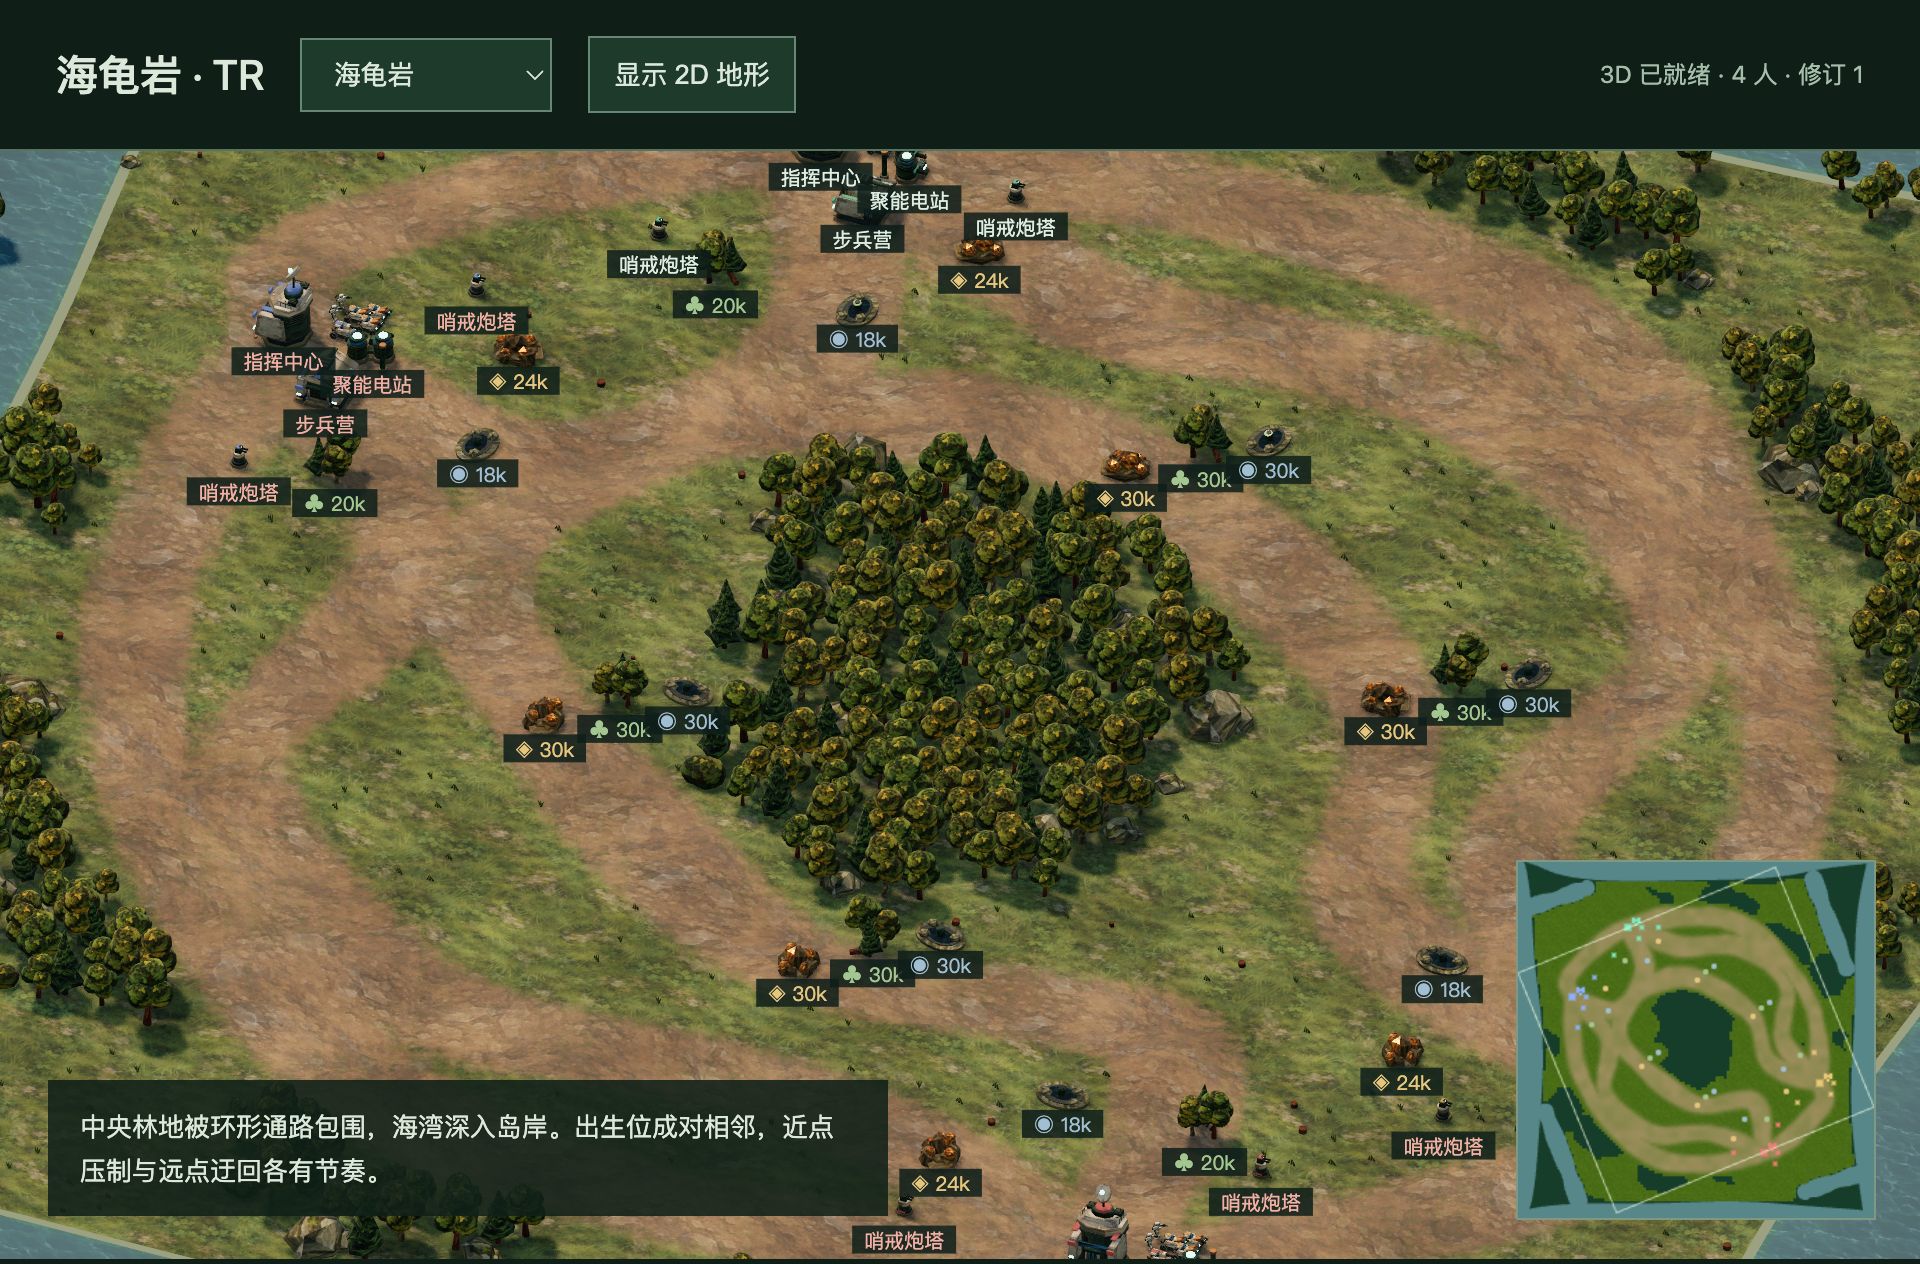 海龟岩 · TR
海龟岩
显示 2D 地形
3D 已就绪 · 4 人 · 修订 1
指挥中心
聚能电站
哨戒炮塔
步兵营
哨戒炮塔
24k
20k
哨戒炮塔
18k
指挥中心
24k
聚能电站
步兵营
18k
30k
30k
30k
哨戒炮塔
20k
30k
30k
30k
30k
30k
30k
30k
30k
30k
18k
24k
18k
哨戒炮塔
20k
24k
哨戒炮塔
哨戒炮塔
中央林地被环形通路包围，海湾深入岛岸。出生位成对相邻，近点
压制与远点迂回各有节奏。